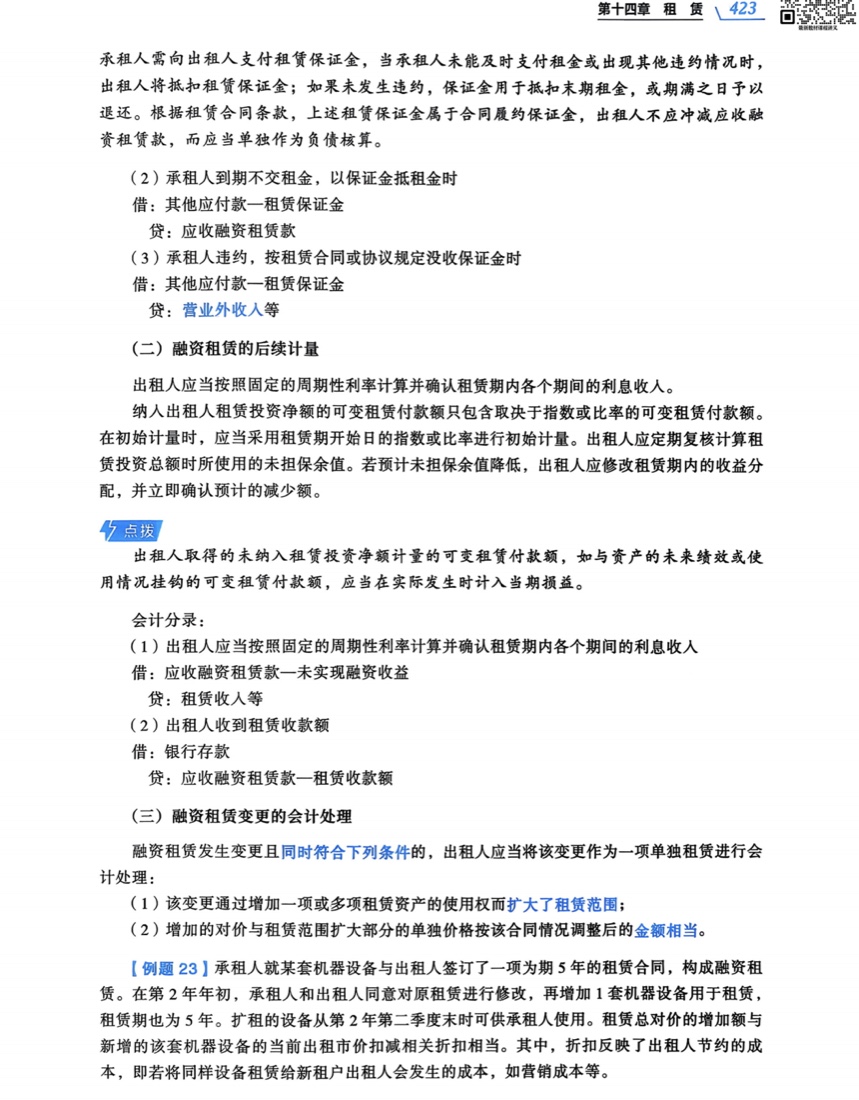 第十四章 租 赁 423
承租人需向出租人支付租赁保证金，当承租人未能及时支付租金或出现其他违约情况时，
出租人将抵扣租赁保证金；如果未发生违约，保证金用于抵扣末期租金，或期满之日予以
退还。根据租赁合同条款，上述租赁保证金属于合同履约保证金，出租人不应冲减应收融
资租赁款，而应当单独作为负债核算。
（2）承租人到期不交租金，以保证金抵租金时
借：其他应付款—租赁保证金
贷：应收融资租赁款
（3）承租人违约，按租赁合同或协议规定没收保证金时
借：其他应付款—租赁保证金
贷：营业外收入等
（二）融资租赁的后续计量
出租人应当按照固定的周期性利率计算并确认租赁期内各个期间的利息收入。
纳入出租人租赁投资净额的可变租赁付款额只包含取决于指数或比率的可变租赁付款额。
在初始计量时，应当采用租赁期开始日的指数或比率进行初始计量。出租人应定期复核计算租
赁投资总额时所使用的未担保余值。若预计未担保余值降低，出租人应修改租赁期内的收益分
配，并立即确认预计的减少额。
点拨
出租人取得的未纳入租赁投资净额计量的可变租赁付款额，如与资产的未来绩效或使
用情况挂钩的可变租赁付款额，应当在实际发生时计入当期损益。
会计分录：
（1）出租人应当按照固定的周期性利率计算并确认租赁期内各个期间的利息收入
借：应收融资租赁款—未实现融资收益
贷：租赁收入等
（2）出租人收到租赁收款额
借：银行存款
贷：应收融资租赁款—租赁收款额
（三）融资租赁变更的会计处理
融资租赁发生变更且同时符合下列条件的，出租人应当将该变更作为一项单独租赁进行会
计处理：
（1）该变更通过增加一项或多项租赁资产的使用权而扩大了租赁范围；
（2）增加的对价与租赁范围扩大部分的单独价格按该合同情况调整后的金额相当。
【例题 23】承租人就某套机器设备与出租人签订了一项为期 5 年的租赁合同，构成融资租
赁。在第 2 年年初，承租人和出租人同意对原租赁进行修改，再增加 1 套机器设备用于租赁，
租赁期也为 5 年。扩租的设备从第 2 年第二季度末时可供承租人使用。租赁总对价的增加额与
新增的该套机器设备的当前出租市价扣减相关折扣相当。其中，折扣反映了出租人节约的成
本，即若将同样设备租赁给新租户出租人会发生的成本，如营销成本等。